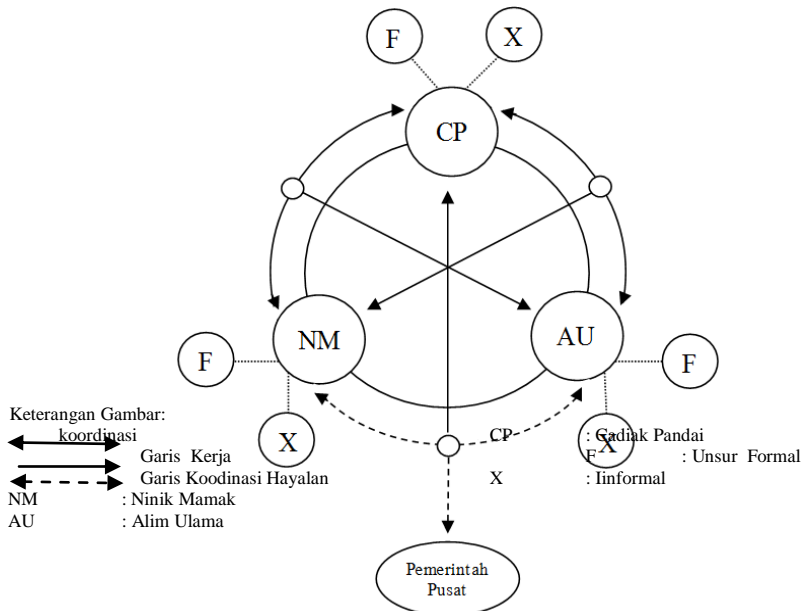 F
X
CP
NM
AU
F
F
X
X
Keterangan Gambar:
koordinasi
Garis Kerja
Garis Koodinasi Hayalan
NM : Ninik Mamak
AU : Alim Ulama
CP : Cadiak Pandai
F : Unsur Formal
X : Iinformal
Pemerintah
Pusat